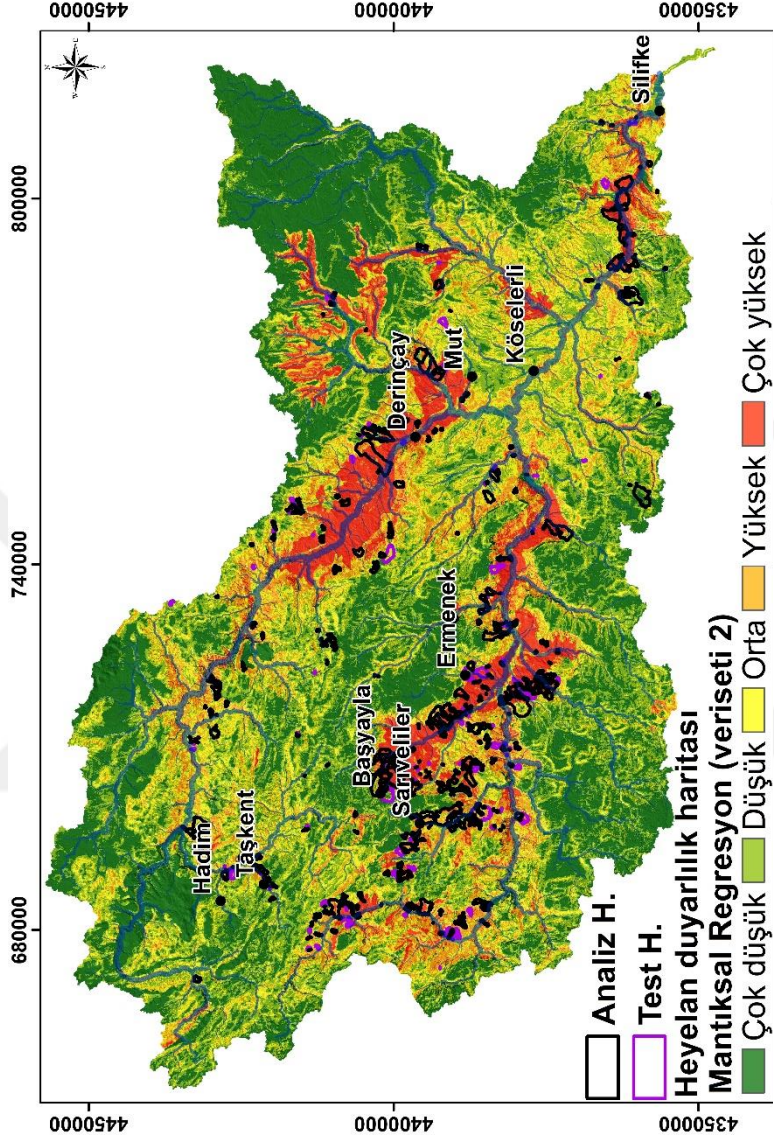 680000
740000
800000
4450000
4400000
4350000
4450000
4400000
4350000
N
E
S
W
Hadim
Taşkent
Başyayla
Sarıveliler
Ermenek
Derinçay
Mut
Köselerli
Silifke
Analiz H.
Test H.
Heyelan duyarlılık haritası
Mantıksal Regresyon (veriseti 2)
Çok düşük Düşük Orta Yüksek Çok yüksek